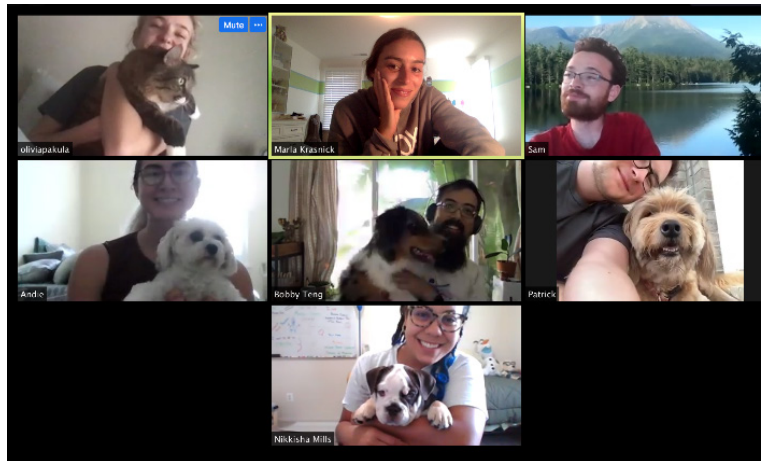 Mute
oliviapakula
Marla Krasnick
Sam
Andie
Bobby Teng
Patrick
Nikkisha Mills